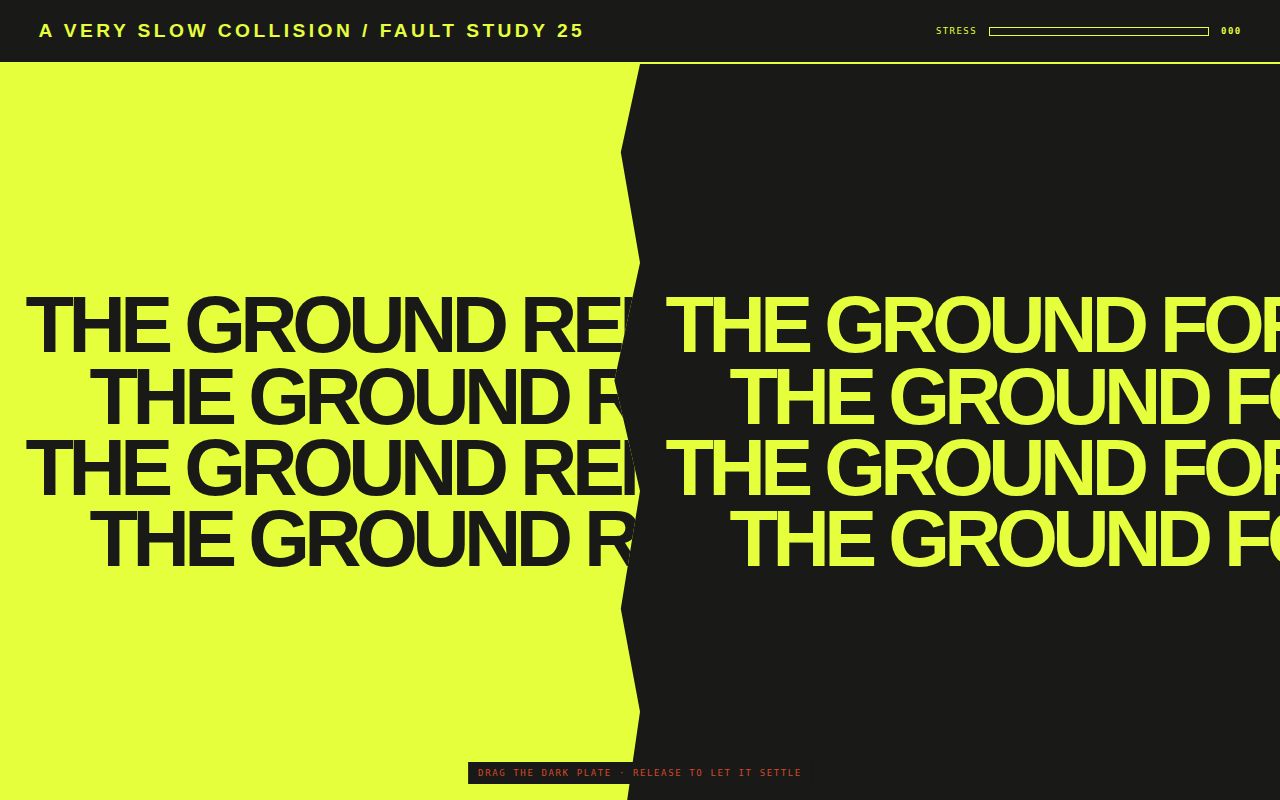 A VERY SLOW COLLISION / FAULT STUDY 25
STRESS 000
THE GROUND
THE GROUND
THE GROUND
THE GROUND
THE GROUND
THE GROUND
THE GROUND
THE GROUND
DRAG THE DARK PLATE · RELEASE TO LET IT SETTLE